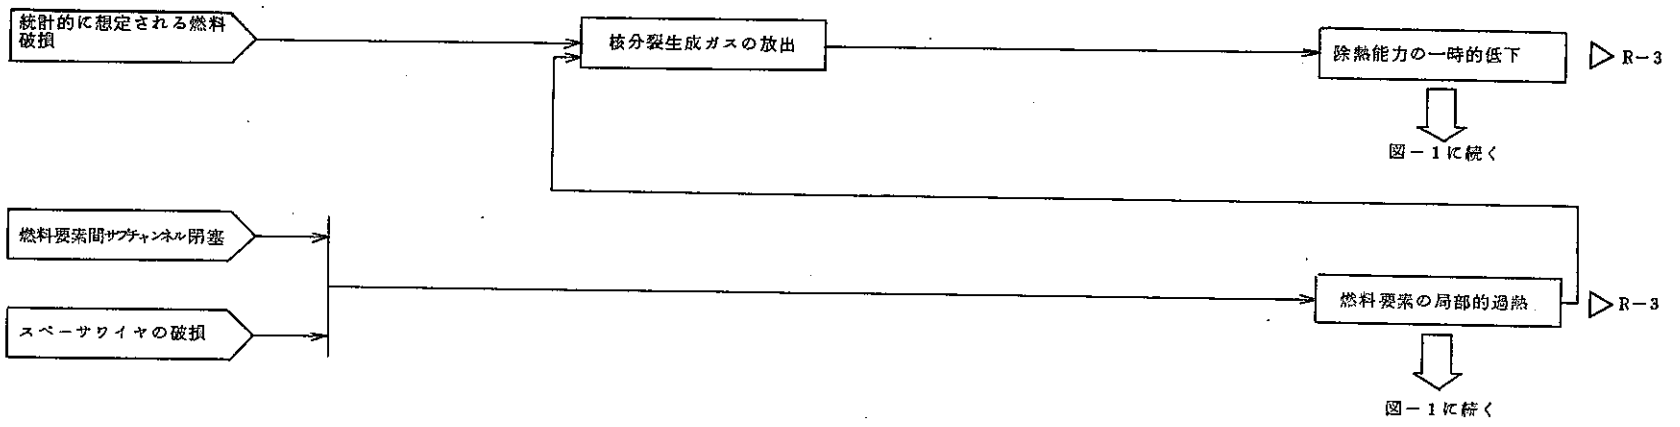 統計的に想定される燃料
破損
核分裂生成ガスの放出
除熱能力の一時的低下
R-3
図-1に続く
燃料要素間サブチャンネル閉塞
スペーサワイヤの破損
燃料要素の局部的過熱
R-3
図-1に続く